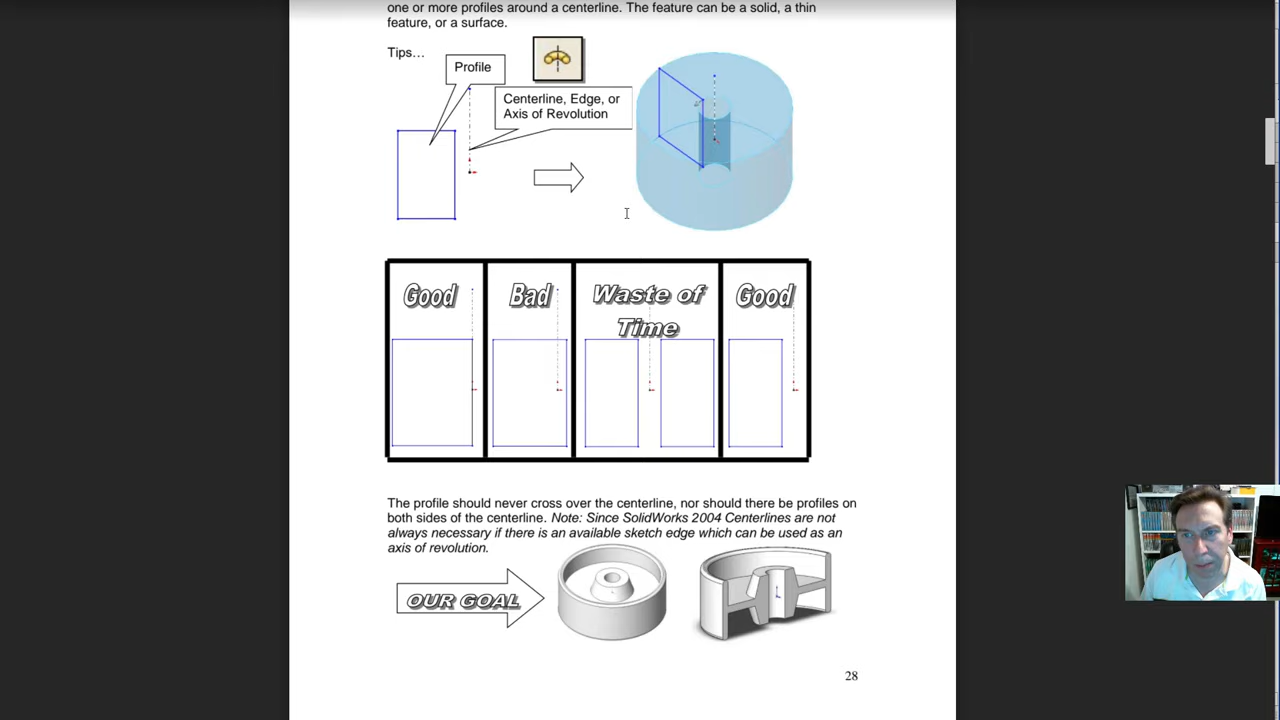 one or more profiles around a centerline. The feature can be a solid, a thin
feature, or a surface.
Tips…
Profile
Centerline, Edge, or
Axis of Revolution
Good
Bad
Waste of
Time
Good
The profile should never cross over the centerline, nor should there be profiles on
both sides of the centerline. Note: Since SolidWorks 2004 Centerlines are not
always necessary if there is an available sketch edge which can be used as an
axis of revolution.
OUR GOAL
28